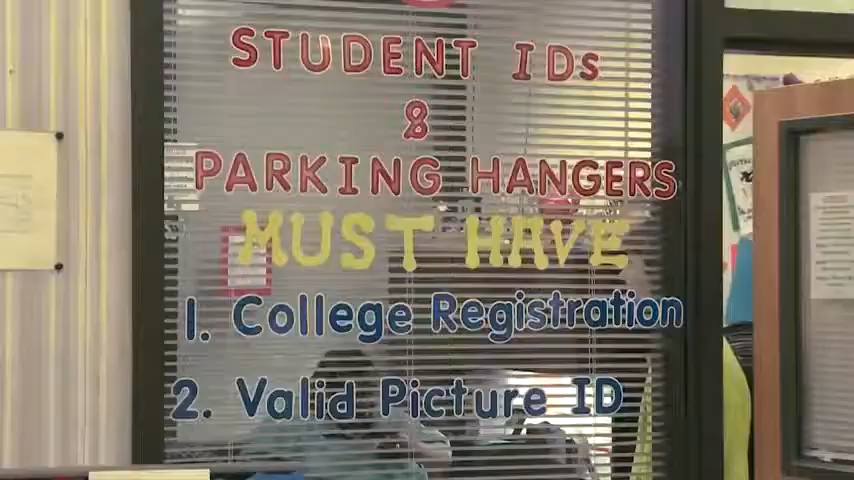 STUDENT IDs
&
PARKING HANGERS
MUST HAVE
1. College Registration
2. Valid Picture ID